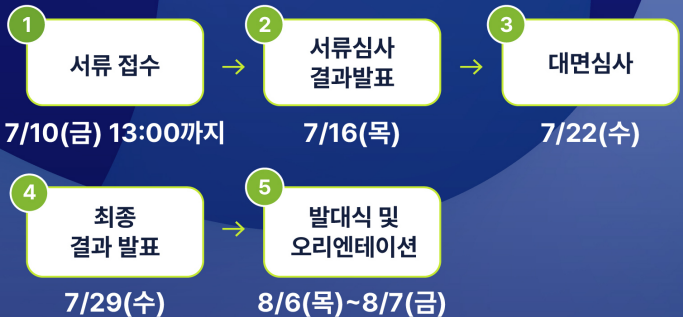 1
서류 접수
7/10(금) 13:00까지
→
2
서류심사
결과발표
7/16(목)
→
3
대면심사
7/22(수)
4
최종
결과 발표
7/29(수)
→
5
발대식 및
오리엔테이션
8/6(목)~8/7(금)